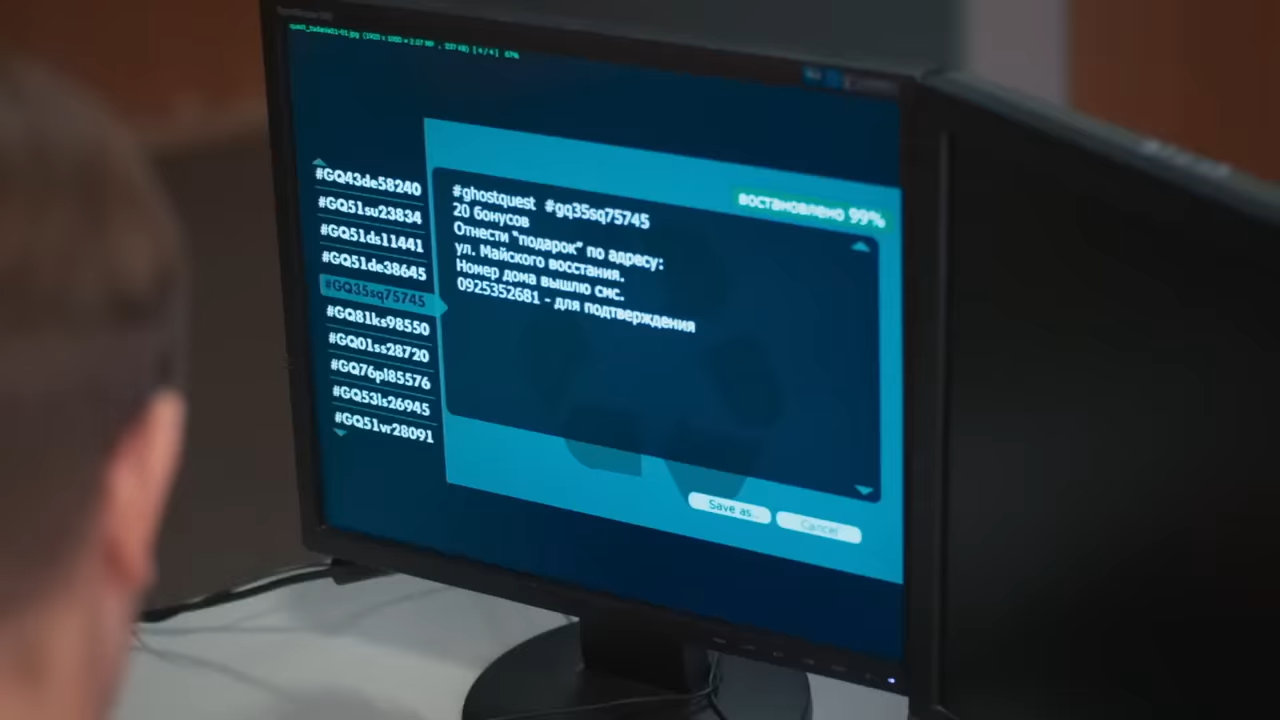 #GQ43de58240
#GQ51su23834
#GQ51ds11441
#GQ51de38645
#GQ35sq75745
#GQ81ks98550
#GQ01ss28720
#GQ76pl85576
#GQ53ls26945
#GQ51vr28091
востановлено 99%
#ghostquest #gq35sq75745
20 бонусов
Отнести "подарок" по адресу:
ул. Майского восстания.
Номер дома вышлю смс.
0925352681 - для подтверждения
Save as..
Cancel